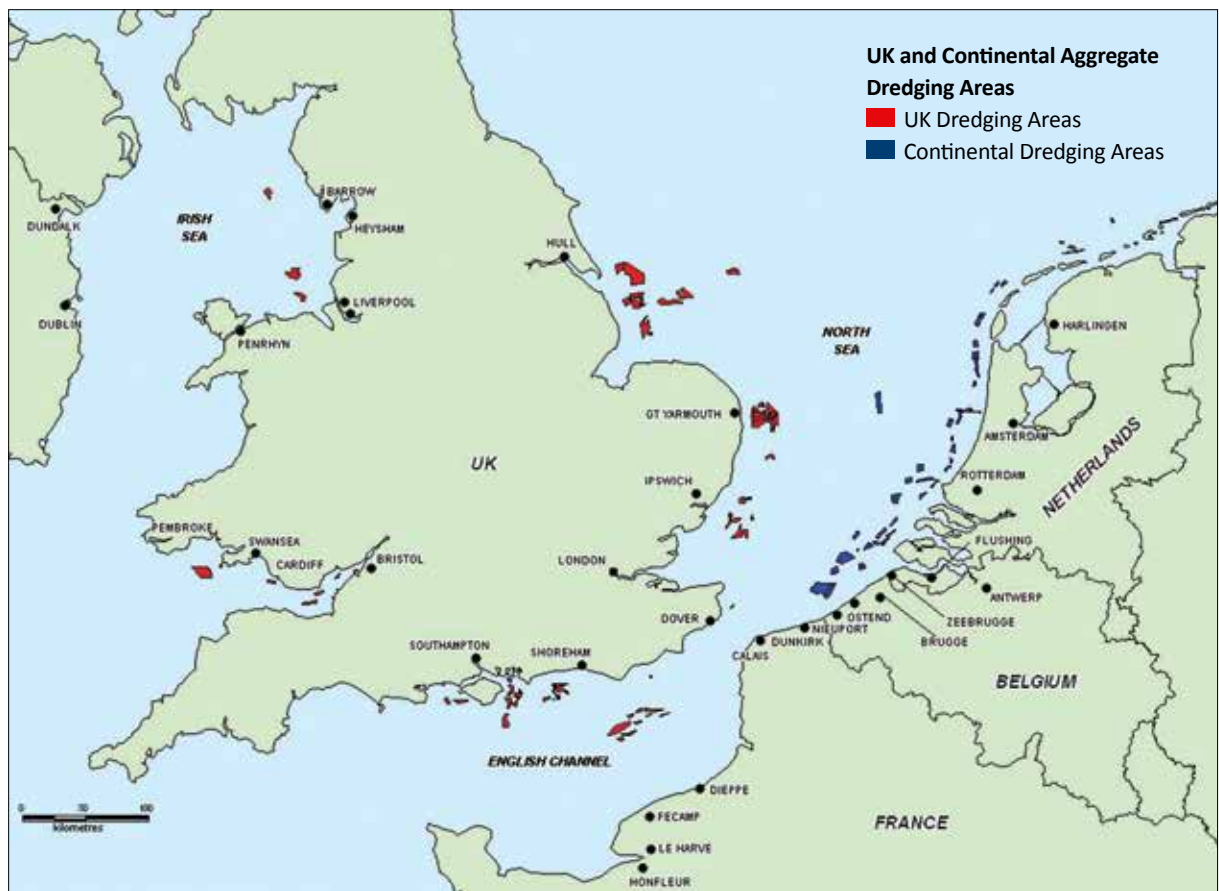 UK and Continental Aggregate
Dredging Areas
UK Dredging Areas
Continental Dredging Areas
BARROW
DUNDALK
IRISH
SEA
HEYSHAM
HULL
LIVERPOOL
DUBLIN
PENRHYN
NORTH
SEA
HARLINGEN
GT YARMOUTH
AMSTERDAM
UK
NETHERLANDS
IPSWICH
ROTTERDAM
PEMBROKE
SWANSEA
CARDIFF
BRISTOL
LONDON
FLUSHING
ANTWERP
ZEEBRUGGE
OSTEND
BRUGGE
NIEUPORT
DUNKIRK
DOVER
CALAIS
SOUTHAMPTON
SHOREHAM
BELGIUM
ENGLISH CHANNEL
DIEPPE
FECAMP
FRANCE
LE HARVE
HONFLEUR
0
100
kilometres